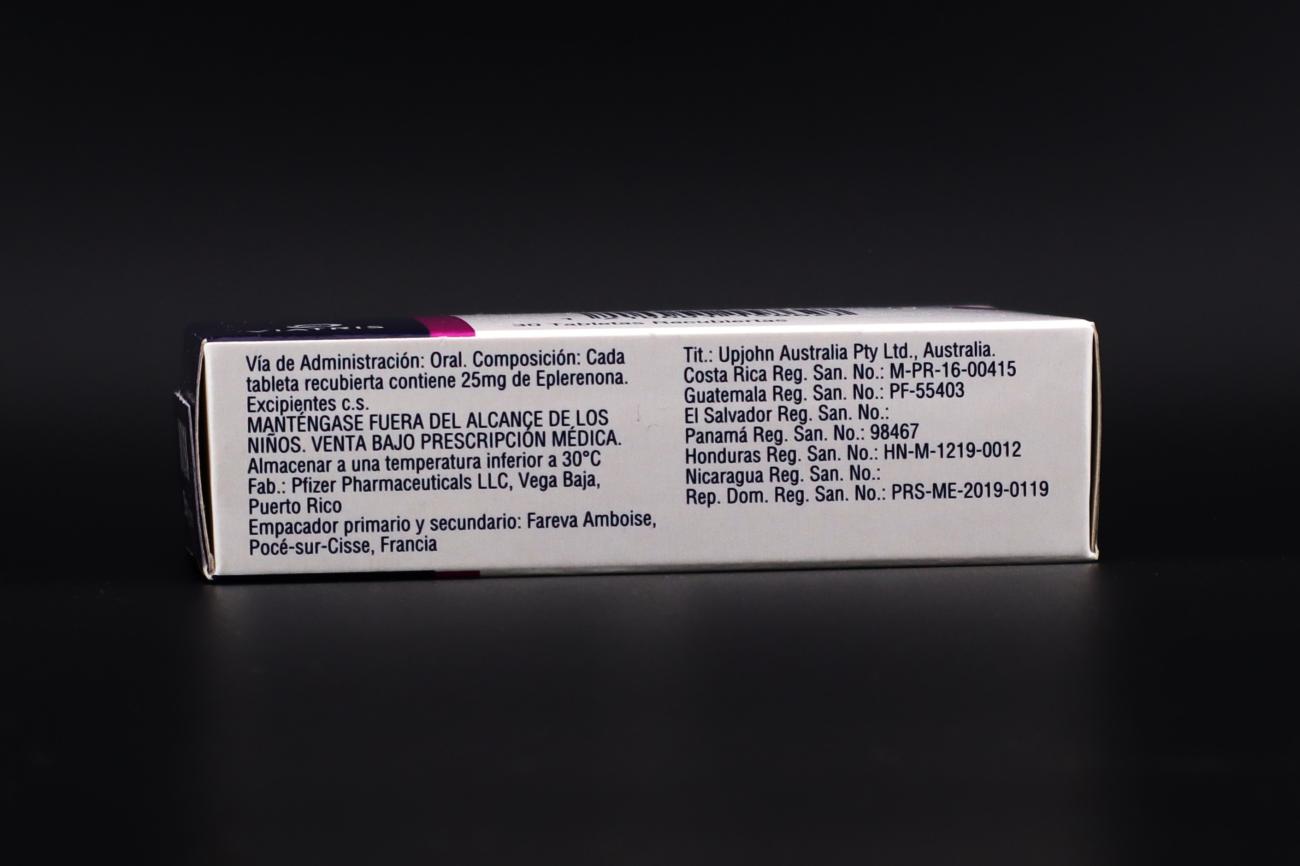 VIATRIS
30 Tabletas Recubiertas
Vía de Administración: Oral. Composición: Cada
tableta recubierta contiene 25mg de Eplerenona.
Excipientes c.s.
MANTÉNGASE FUERA DEL ALCANCE DE LOS
NIÑOS. VENTA BAJO PRESCRIPCIÓN MÉDICA.
Almacenar a una temperatura inferior a 30°C
Fab.: Pfizer Pharmaceuticals LLC, Vega Baja,
Puerto Rico
Empacador primario y secundario: Fareva Amboise,
Pocé-sur-Cisse, Francia
Tit.: Upjohn Australia Pty Ltd., Australia.
Costa Rica Reg. San. No.: M-PR-16-00415
Guatemala Reg. San. No.: PF-55403
El Salvador Reg. San. No.:
Panamá Reg. San. No.: 98467
Honduras Reg. San. No.: HN-M-1219-0012
Nicaragua Reg. San. No.:
Rep. Dom. Reg. San. No.: PRS-ME-2019-0119